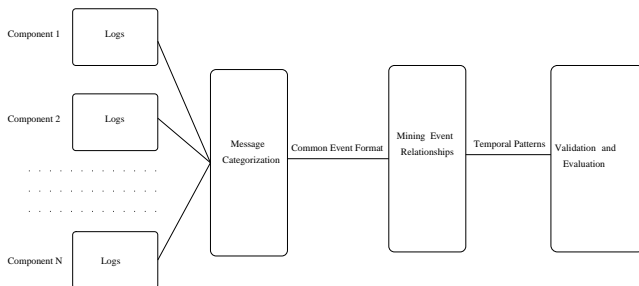 Component 1
Logs
Component 2
Logs
Component N
Logs
Message
Categorization
Common Event Format
Mining Event
Relationships
Temporal Patterns
Validation and
Evaluation